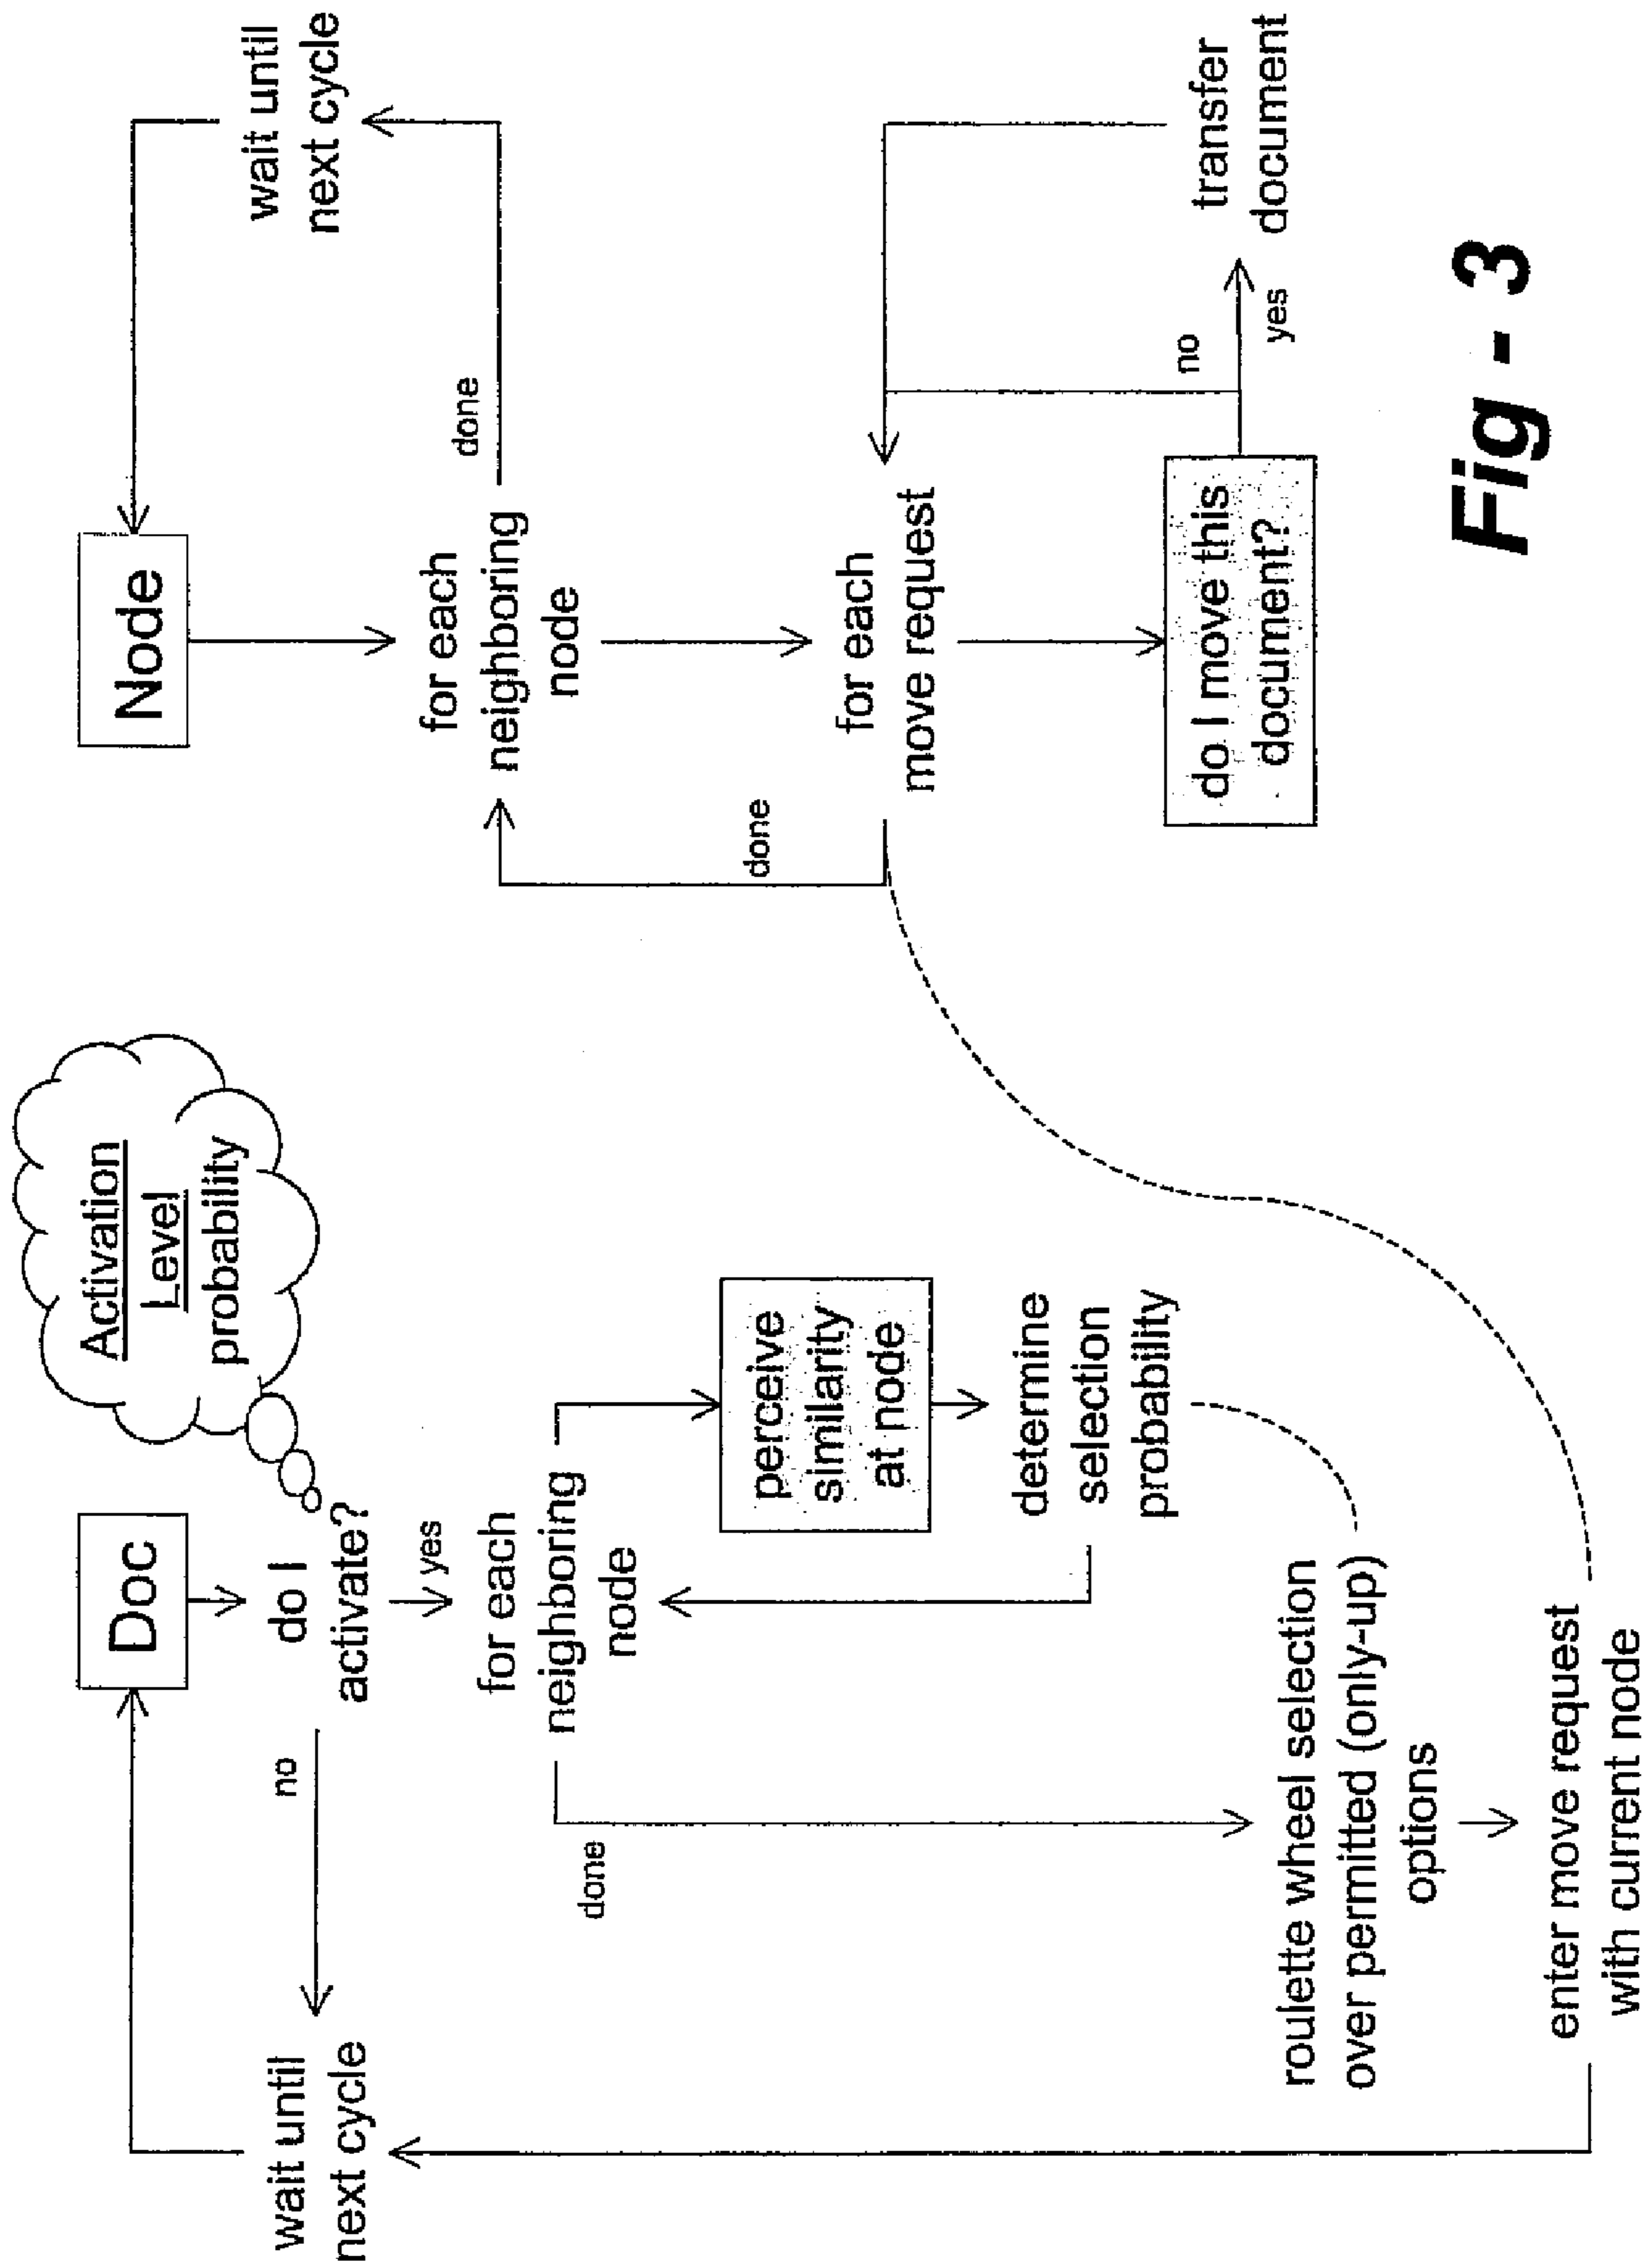 Doc
do I
activate?
Activation
Level
probability
no
yes
wait until
next cycle
for each
neighboring
node
perceive
similarity
at node
determine
selection
probability
done
roulette wheel selection
over permitted (only-up)
options
enter move request
with current node
Node
wait until
next cycle
for each
neighboring
node
done
for each
move request
done
do I move this
document?
no
yes
transfer
document
Fig - 3